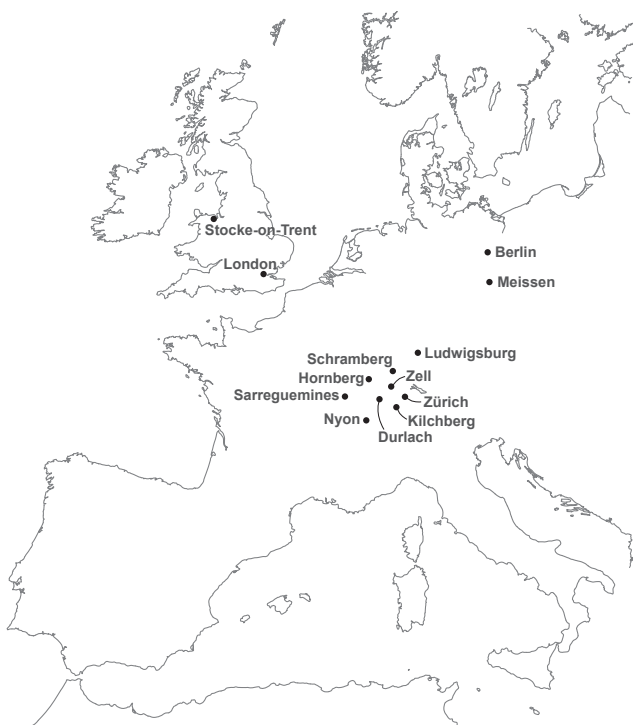 Stocke-on-Trent
Berlin
London
Meissen
Ludwigsburg
Schramberg
Zell
Hornberg
Sarreguemines
Zürich
Kilchberg
Nyon
Durlach